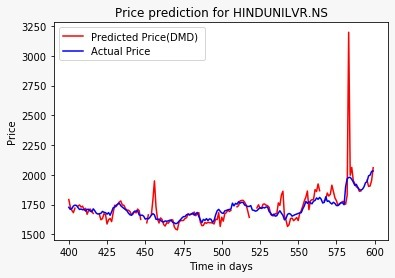 Price prediction for HINDUNILVR.NS
Predicted Price(DMD)
Actual Price
Price
3250
3000
2750
2500
2250
2000
1750
1500
400 425 450 475 500 525 550 575 600
Time in days